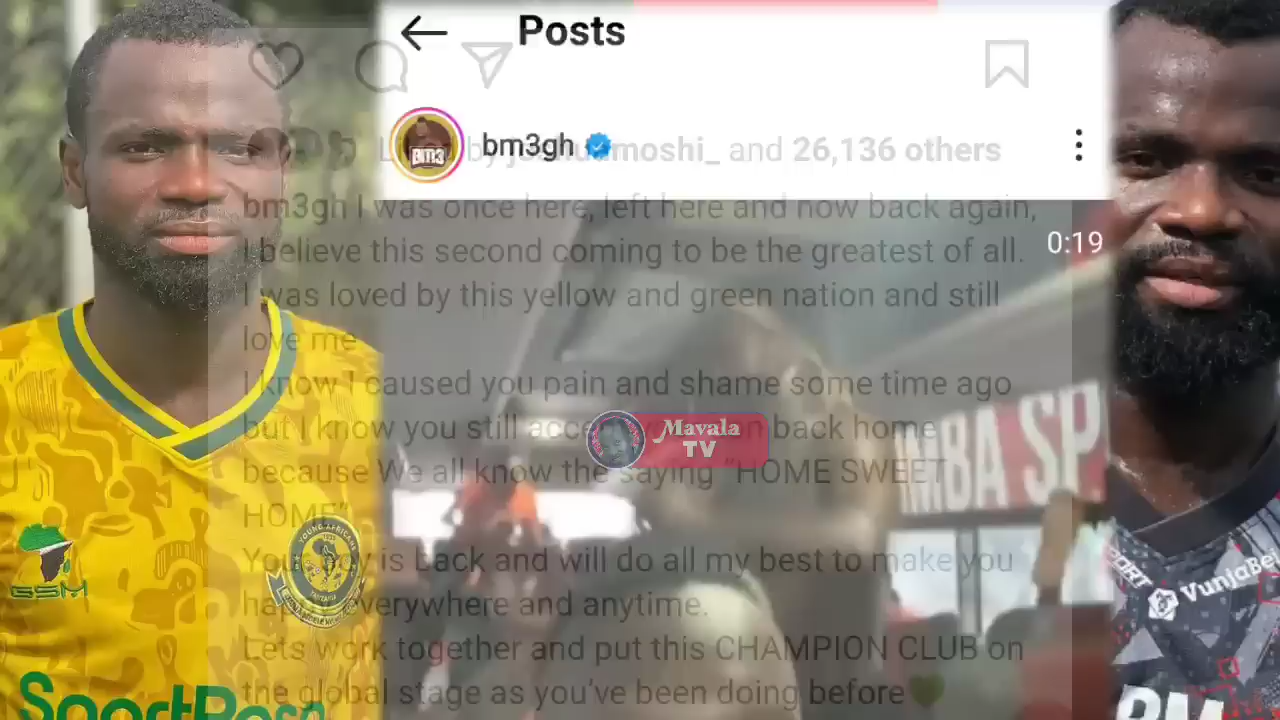 Posts
bm3gh
by joshuamoshi_ and 26,136 others
bm3gh I was once here, left here and now back again,
I believe this second coming to be the greatest of all.
0:19
I was loved by this yellow and green nation and still
love me
I know I caused you pain and shame some time ago
but I know you still back home
Mavala
TV
because We all know the saying "HOME SWEET
HOME"
MBA SP
YOUNG AFRICANS
TANZANIA
GSM
PORT
VunjaBei
is back and will do all my best to make you
everywhere and anytime.
Lets work together and put this CHAMPION CLUB on
the global stage as you've been doing before
SportPesa
BM3